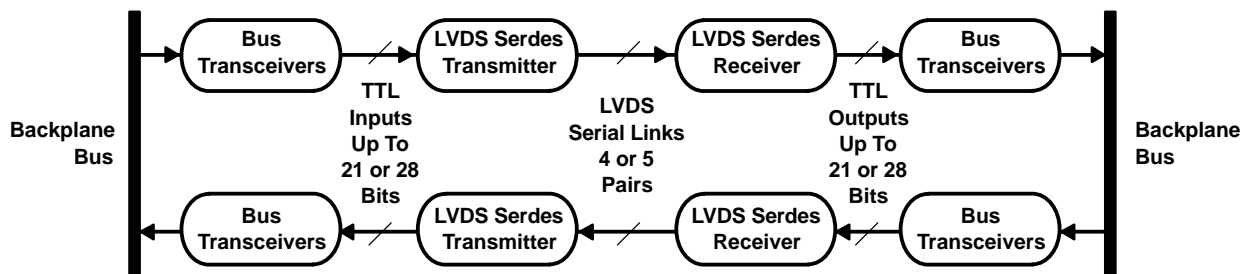 Bus
Transceivers
LVDS Serdes
Transmitter
LVDS Serdes
Receiver
Bus
Transceivers
Backplane
Bus
TTL
Inputs
Up To
21 or 28
Bits
LVDS
Serial Links
4 or 5
Pairs
TTL
Outputs
Up To
21 or 28
Bits
Backplane
Bus
Bus
Transceivers
LVDS Serdes
Transmitter
LVDS Serdes
Receiver
Bus
Transceivers